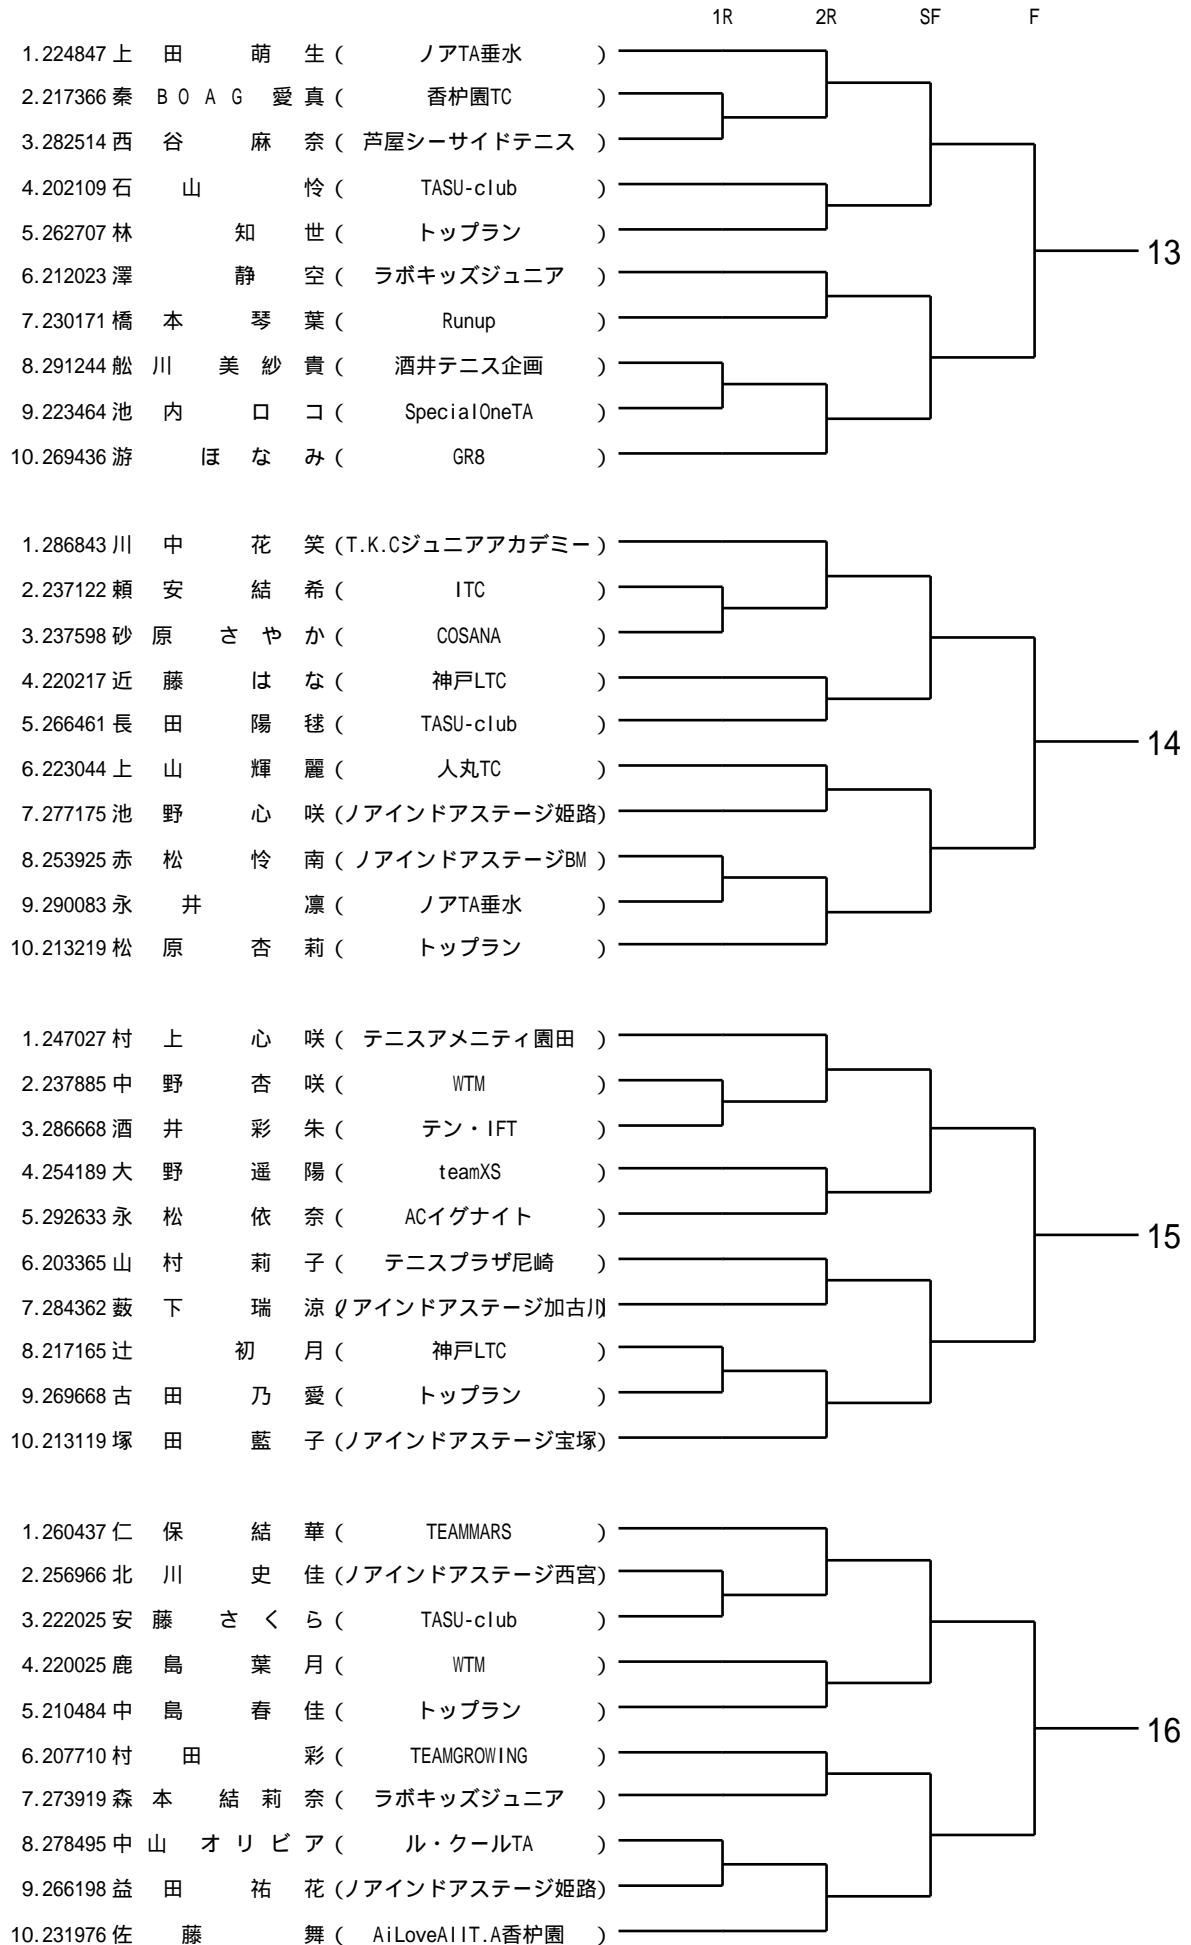 1R 2R SF F
1.224847 上 田 萌 生 ( ノアTA垂水 )
2.217366 秦 BOAG 愛 真 ( 香枦園TC )
3.282514 西 谷 麻 奈 ( 芦屋シーサイドテニス )
4.202109 石 山 怜 ( TASU-club )
5.262707 林 知 世 ( トップラン )
13
6.212023 澤 静 空 ( ラボキッズジュニア )
7.230171 橋 本 琴 葉 ( Runup )
8.291244 舩 川 美 紗 貴 ( 酒井テニス企画 )
9.223464 池 内 ロ コ ( SpecialOneTA )
10.269436 游 ほ な み ( GR8 )
1.286843 川 中 花 笑 (T.K.Cジュニアアカデミー )
2.237122 頼 安 結 希 ( ITC )
3.237598 砂 原 さ や か ( COSANA )
4.220217 近 藤 は な ( 神戸LTC )
5.266461 長 田 陽 毬 ( TASU-club )
14
6.223044 上 山 輝 麗 ( 人丸TC )
7.277175 池 野 心 咲 (ノアインドアステージ姫路)
8.253925 赤 松 怜 南 ( ノアインドアステージBM )
9.290083 永 井 凛 ( ノアTA垂水 )
10.213219 松 原 杏 莉 ( トップラン )
1.247027 村 上 心 咲 ( テニスアメニティ園田 )
2.237885 中 野 杏 咲 ( WTM )
3.286668 酒 井 彩 朱 ( テン・IFT )
4.254189 大 野 遥 陽 ( teamXS )
5.292633 永 松 依 奈 ( ACイグナイト )
15
6.203365 山 村 莉 子 ( テニスプラザ尼崎 )
7.284362 薮 下 瑞 涼 (ノアインドアステージ加古川)
8.217165 辻 初 月 ( 神戸LTC )
9.269668 古 田 乃 愛 ( トップラン )
10.213119 塚 田 藍 子 (ノアインドアステージ宝塚)
1.260437 仁 保 結 華 ( TEAMMARS )
2.256966 北 川 史 佳 (ノアインドアステージ西宮)
3.222025 安 藤 さ く ら ( TASU-club )
4.220025 鹿 島 葉 月 ( WTM )
5.210484 中 島 春 佳 ( トップラン )
16
6.207710 村 田 彩 ( TEAMGROWING )
7.273919 森 本 結 莉 奈 ( ラボキッズジュニア )
8.278495 中 山 オ リ ビ ア ( ル・クールTA )
9.266198 益 田 祐 花 (ノアインドアステージ姫路)
10.231976 佐 藤 舞 ( AiLoveAllT.A香枦園 )